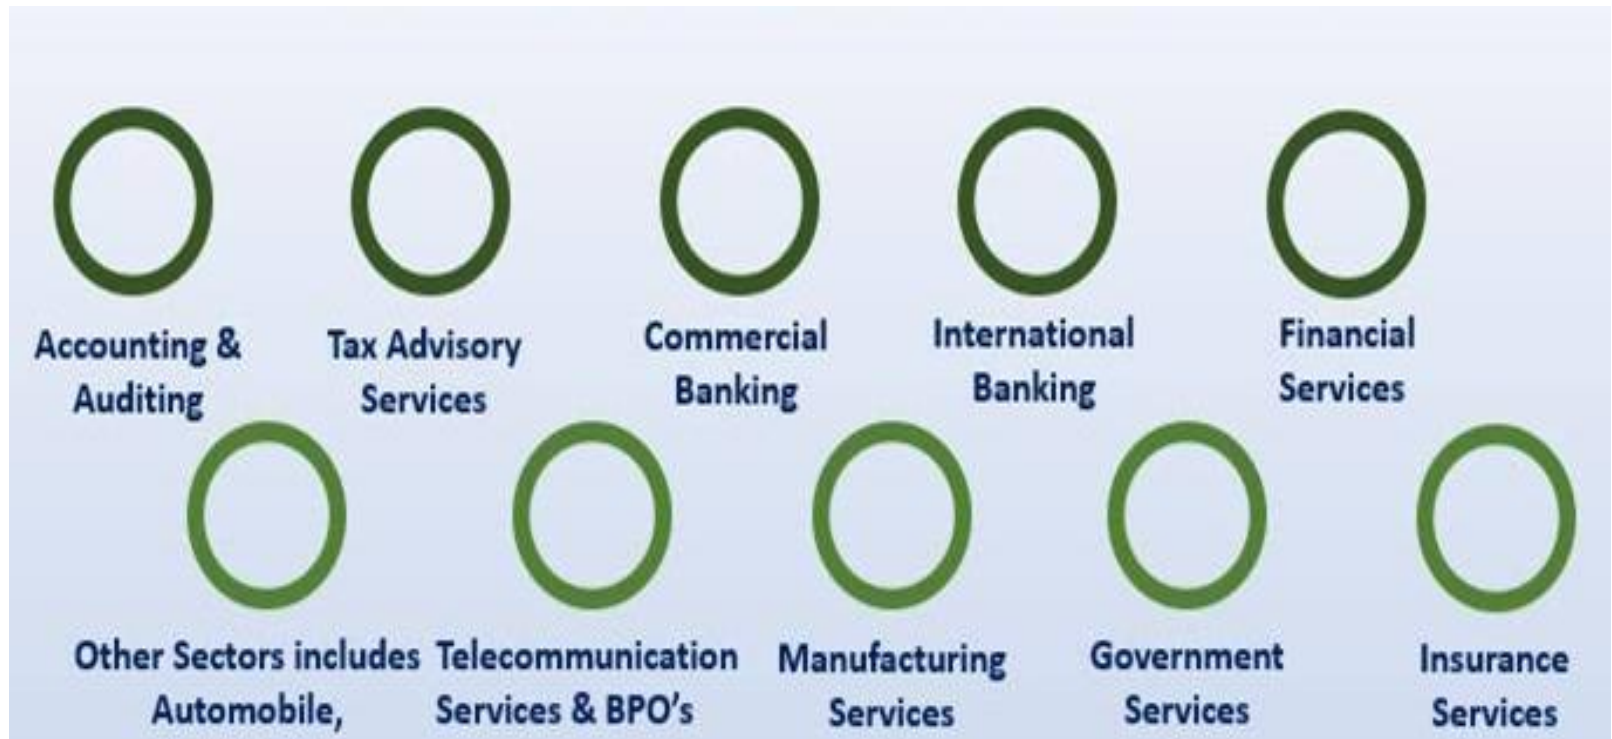 Accounting &
Auditing
Tax Advisory
Services
Commercial
Banking
International
Banking
Financial
Services
Other Sectors includes
Automobile,
Telecommunication
Services & BPO's
Manufacturing
Services
Government
Services
Insurance
Services